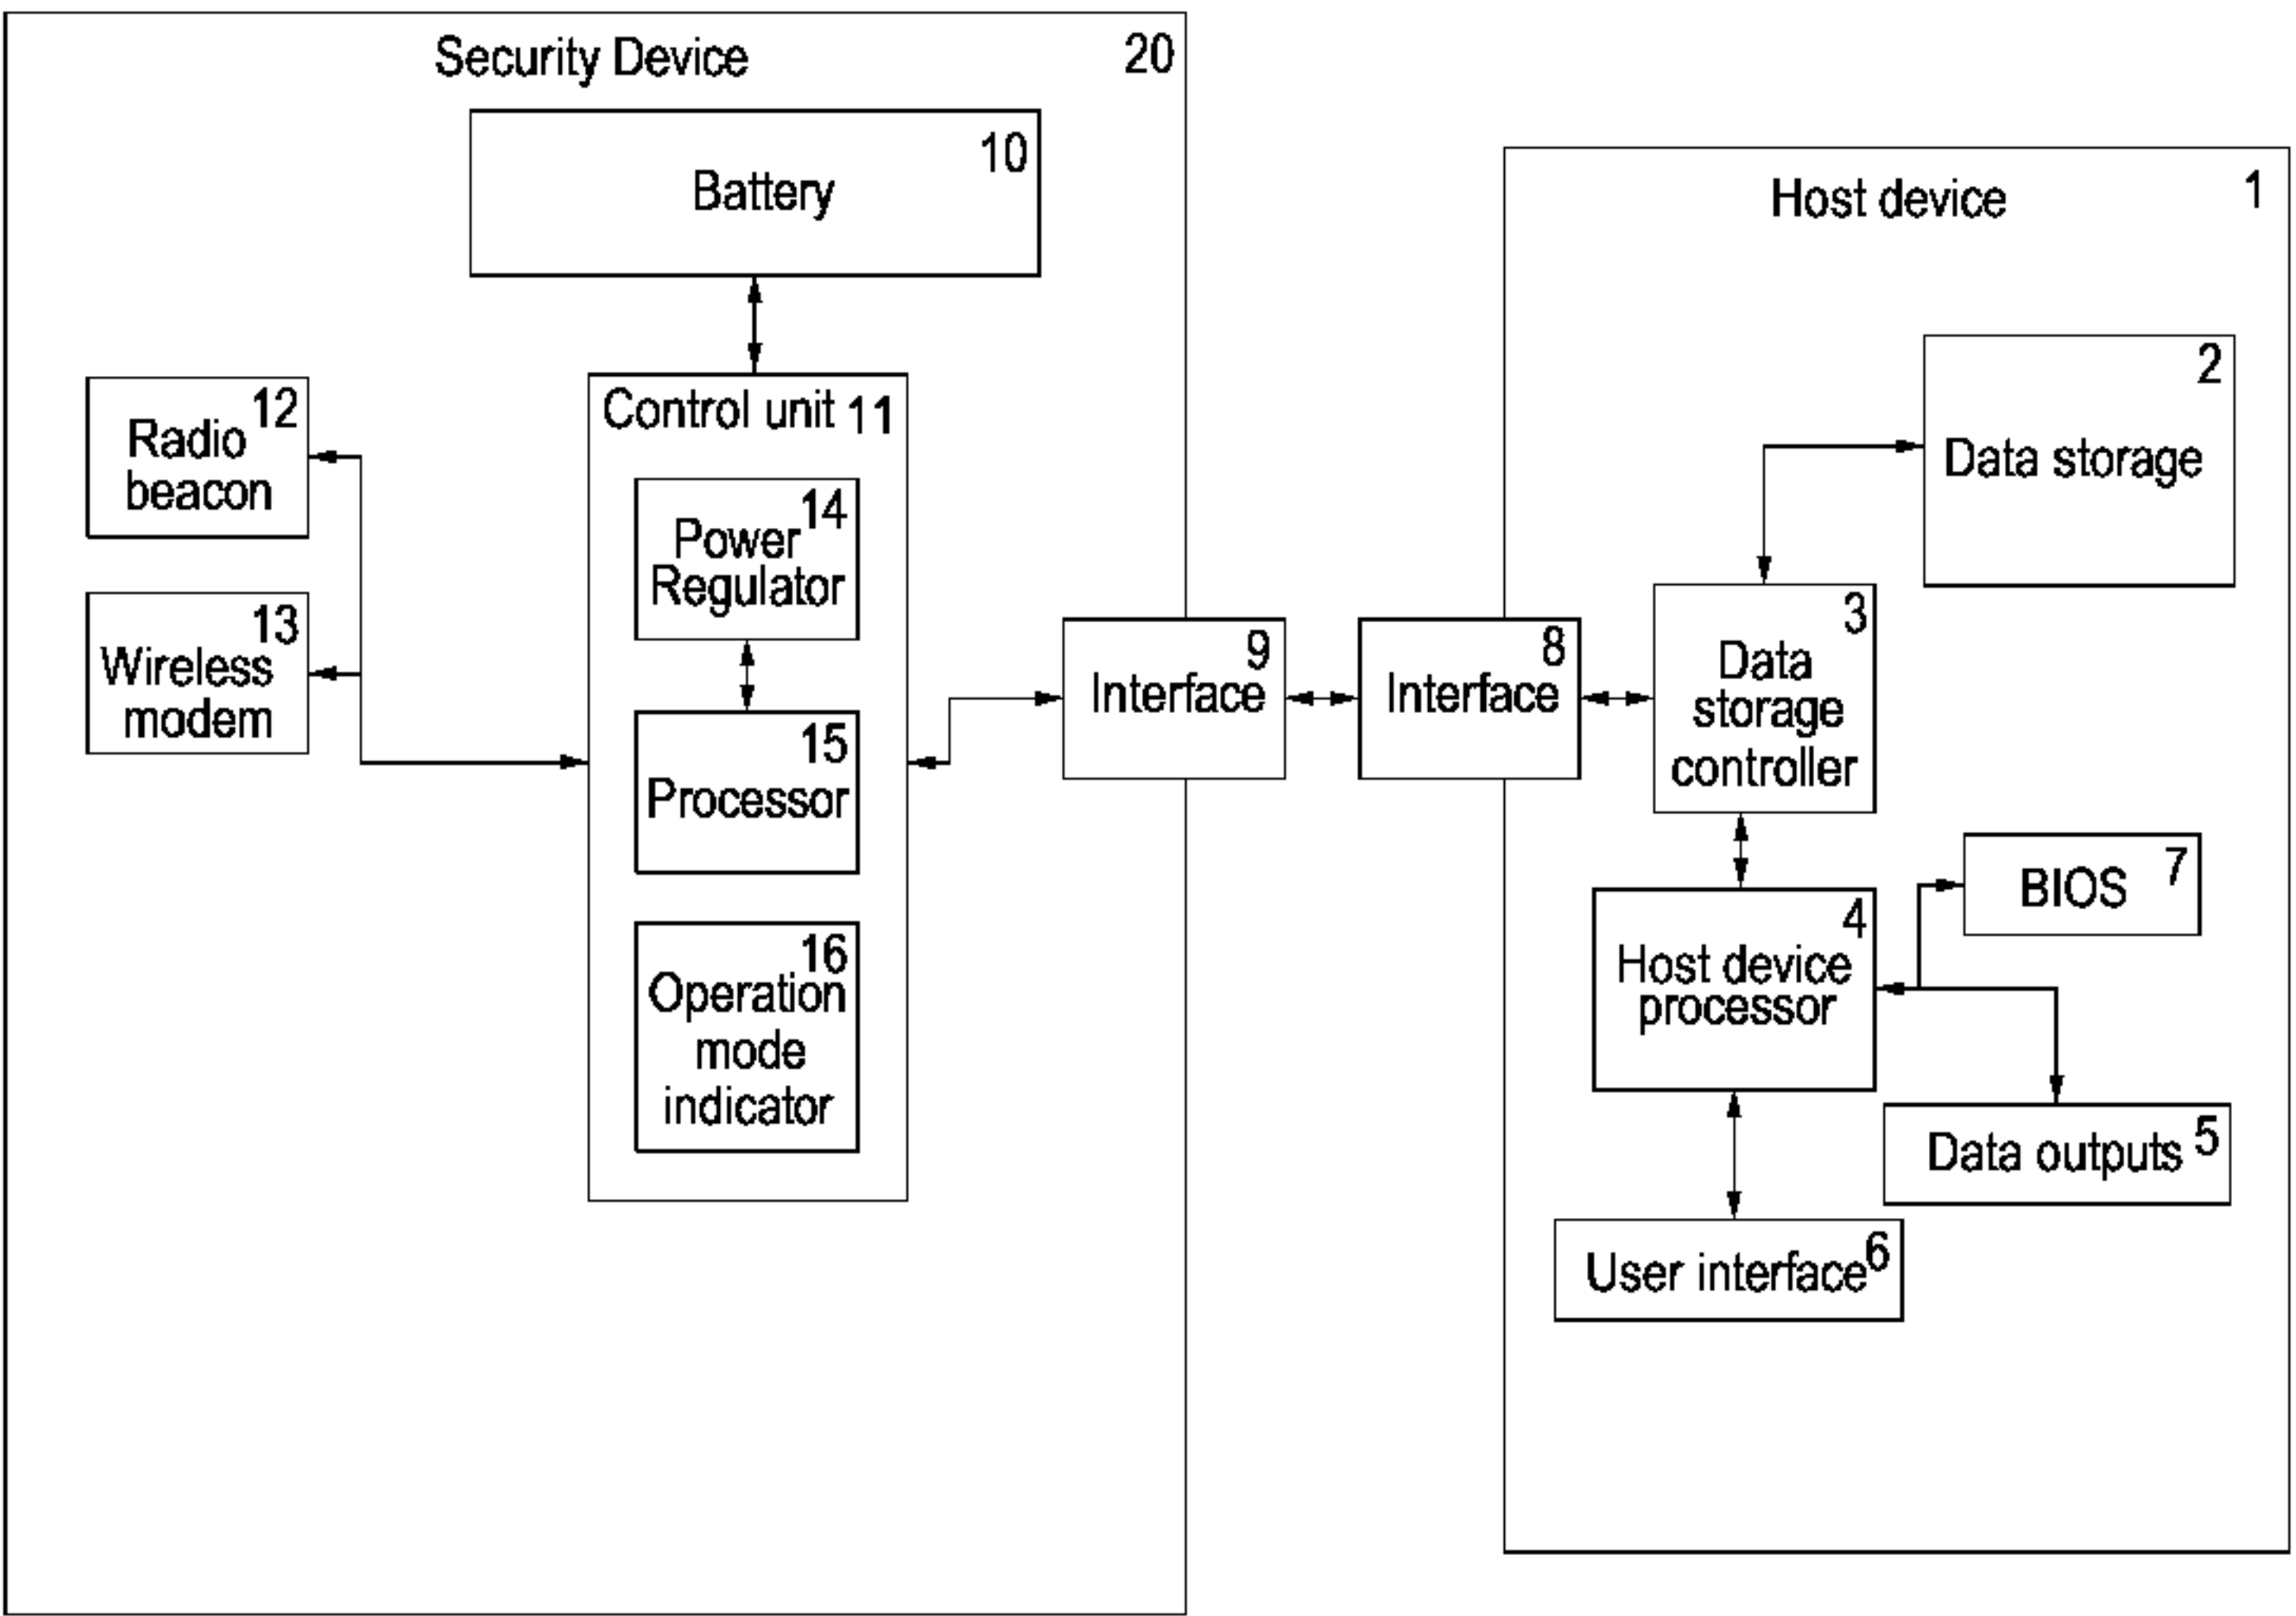 Security Device 20
Battery 10
Control unit 11
12
Radio
beacon
13
Wireless
modem
14
Power
Regulator
15
Processor
16
Operation
mode
indicator
9
Interface
8
Interface
Host device 1
2
Data storage
3
Data
storage
controller
4
Host device
processor
BIOS 7
Data outputs 5
User interface 6